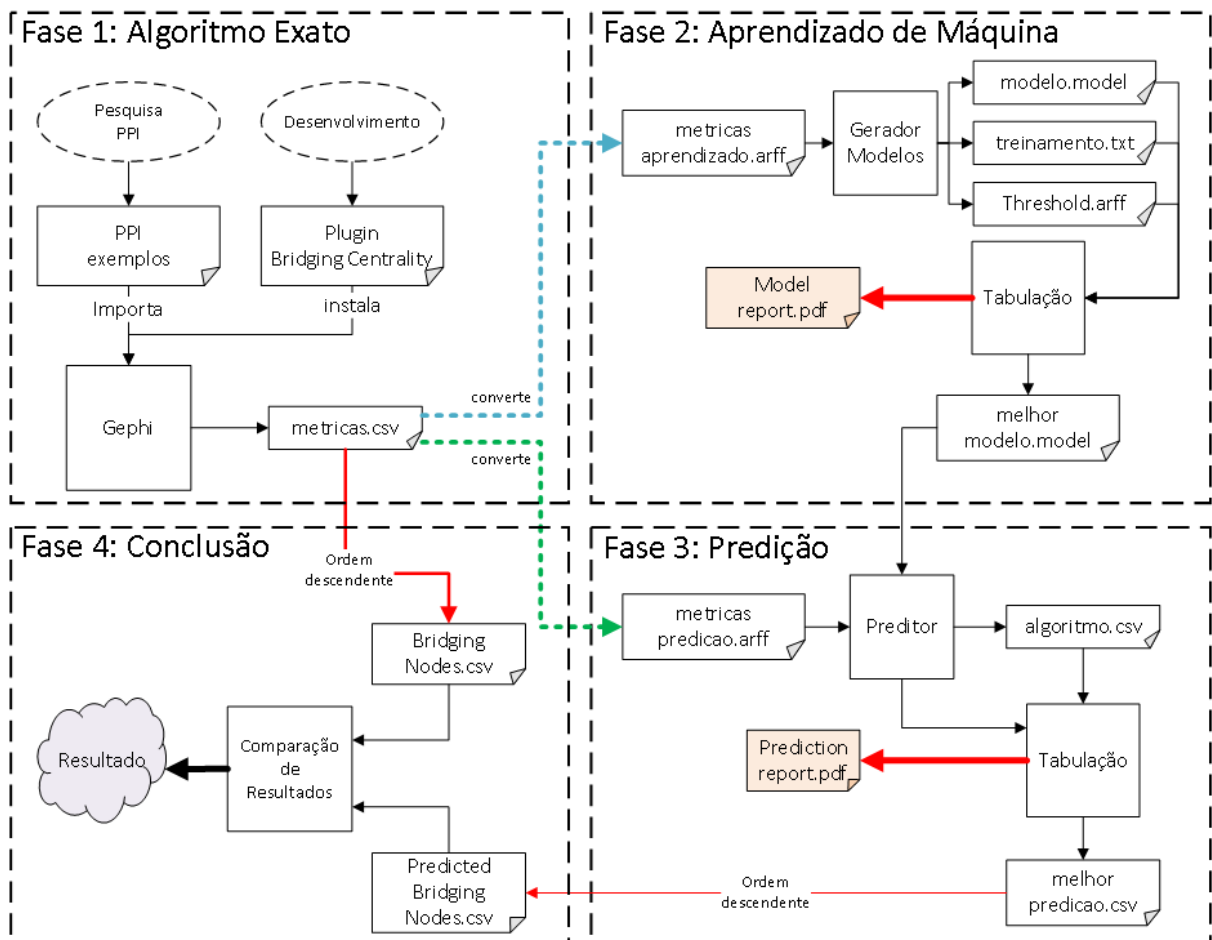 Fase 1: Algoritmo Exato
Pesquisa
PPI
Desenvolvimento
PPI
exemplos
Plugin
Bridging Centrality
Importa
instala
Gephi
metricas.csv
converte
converte
Fase 2: Aprendizado de Máquina
metricas
aprendizado.arff
Gerador
Modelos
modelo.model
treinamento.txt
Threshold.arff
Model
report.pdf
Tabulação
melhor
modelo.model
Fase 4: Conclusão
Ordem
descendente
Bridging
Nodes.csv
Resultado
Comparação
de
Resultados
Predicted
Bridging
Nodes.csv
Fase 3: Predição
metricas
predicao.arff
Preditor
algoritmo.csv
Prediction
report.pdf
Tabulação
Ordem
descendente
melhor
predicao.csv